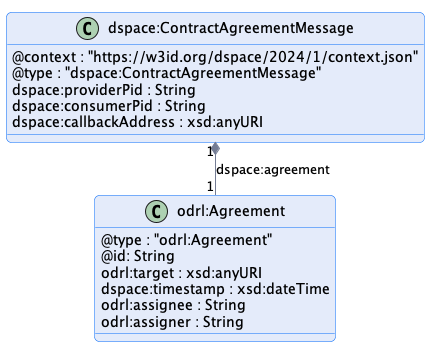 C dspace:ContractAgreementMessage
@context : "https://w3id.org/dspace/2024/1/context.json"
@type : "dspace:ContractAgreementMessage"
dspace:providerPid : String
dspace:consumerPid : String
dspace:callbackAddress : xsd:anyURI
1
dspace:agreement
1
C odrl:Agreement
@type : "odrl:Agreement"
@id: String
odrl:target : xsd:anyURI
dspace:timestamp : xsd:dateTime
odrl:assignee : String
odrl:assigner : String